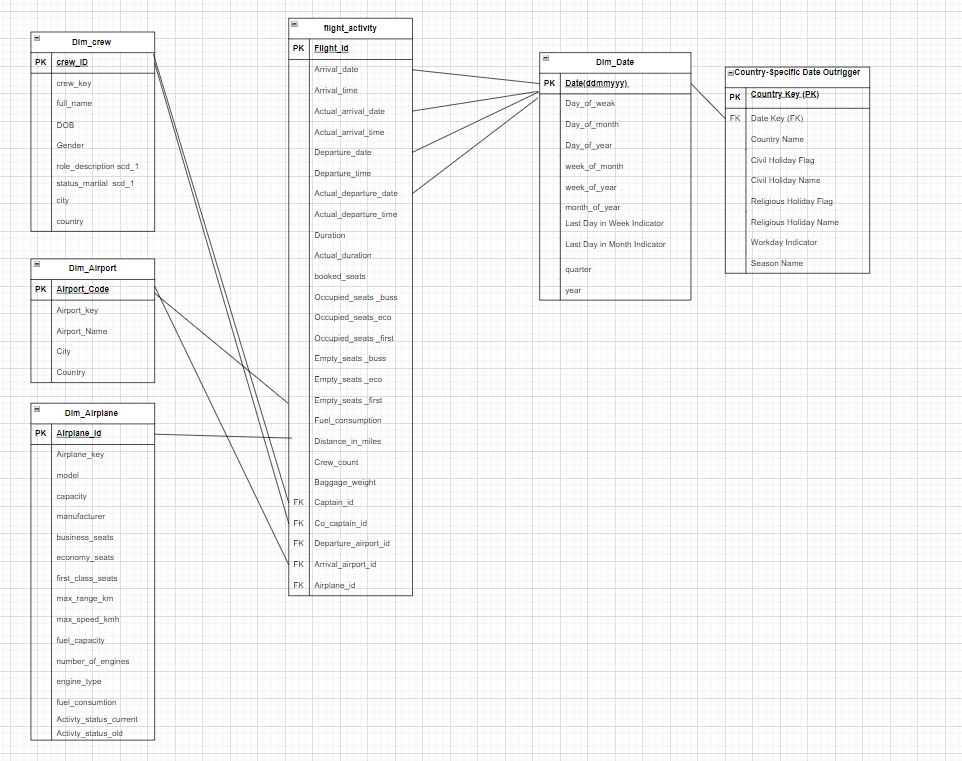 Dim_crew
PK crew_ID
crew_key
full_name
DOB
Gender
role_description scd_1
status_martial scd_1
city
country
Dim_Airport
PK Airport_Code
Airport_key
Airport_Name
City
Country
Dim_Airplane
PK Airplane_id
Airplane_key
model
capacity
manufacturer
business_seats
economy_seats
first_class_seats
max_range_km
max_speed_kmh
fuel_capacity
number_of_engines
engine_type
fuel_consumtion
Activty_status_current
Activty_status_old
flight_activity
PK Flight_id
Arrival_date
Arrival_time
Actual_arrival_date
Actual_arrival_time
Departure_date
Departure_time
Actual_departure_date
Actual_departure_time
Duration
Actual_duration
booked_seats
Occupied_seats _buss
Occupied_seats_eco
Occupied_seats _first
Empty_seats _buss
Empty_seats _eco
Empty_seats _first
Fuel_consumption
Distance_in_miles
Crew_count
Baggage_weight
FK Captain_id
FK Co_captain_id
FK Departure_airport_id
FK Arrival_airport_id
FK Airplane_id
Dim_Date
PK Date(ddmmyyy)
Day_of_weak
Day_of_month
Day_of_year
week_of_month
week_of_year
month_of_year
Last Day in Week Indicator
Last Day in Month Indicator
quarter
year
Country-Specific Date Outrigger
PK Country Key (PK)
FK Date Key (FK)
Country Name
Civil Holiday Flag
Civil Holiday Name
Religious Holiday Flag
Religious Holiday Name
Workday Indicator
Season Name